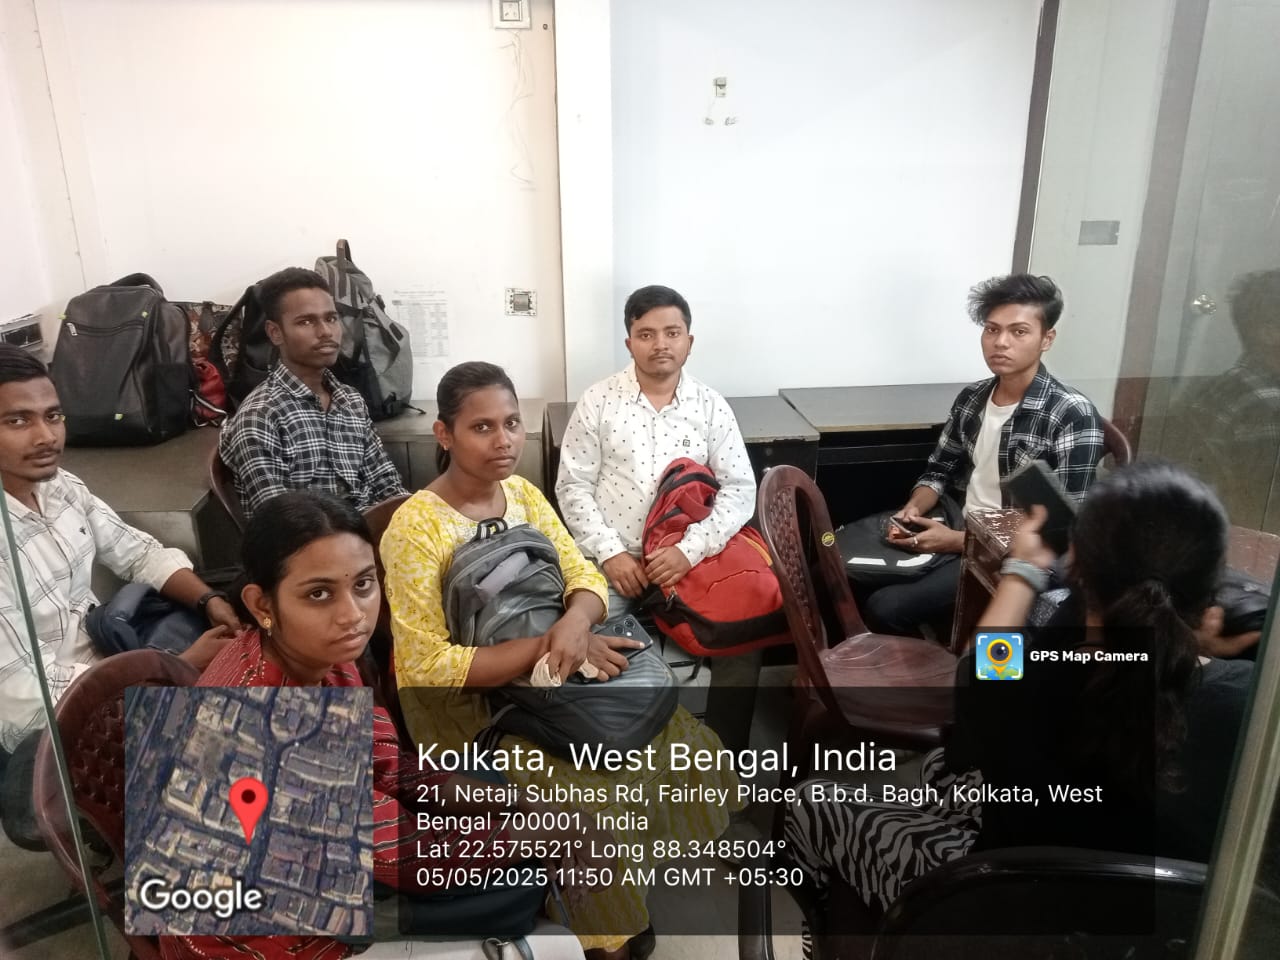 GPS Map Camera
Kolkata, West Bengal, India
21, Netaji Subhas Rd, Fairley Place, B.b.d. Bagh, Kolkata, West
Bengal 700001, India
Lat 22.575521° Long 88.348504°
05/05/2025 11:50 AM GMT +05:30
Google